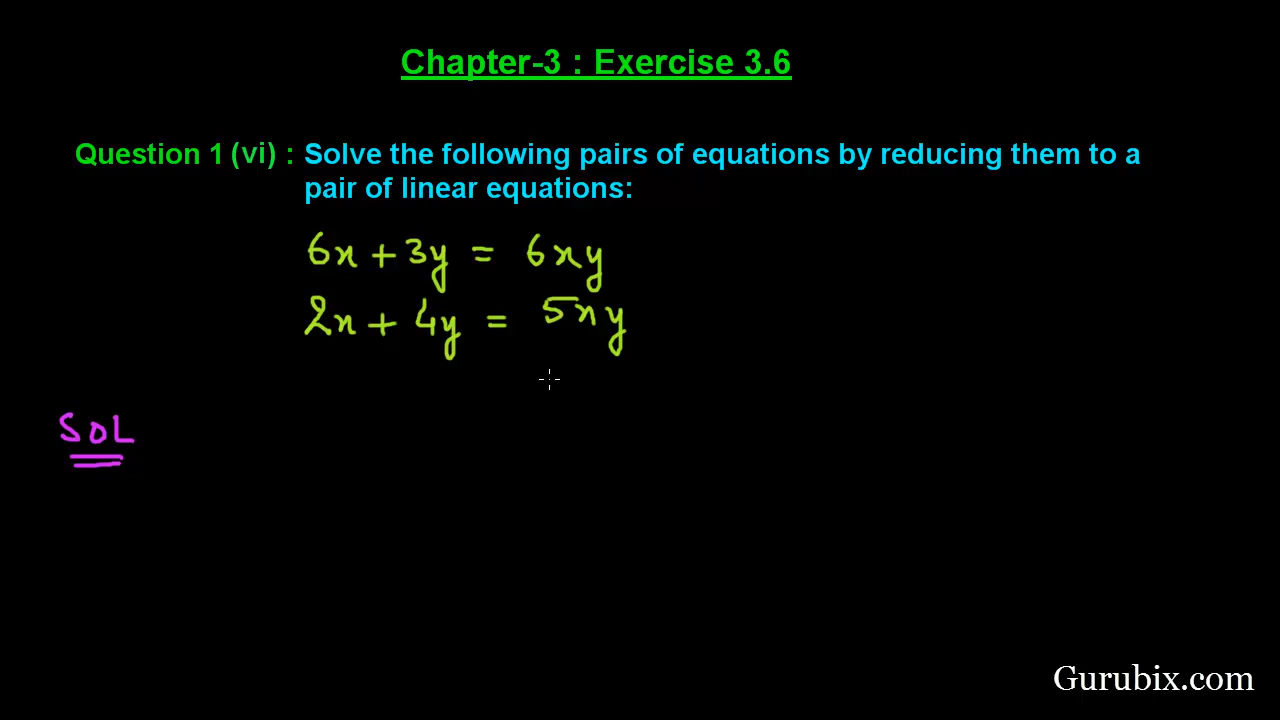 Chapter-3 : Exercise 3.6
Question 1 (vi) : Solve the following pairs of equations by reducing them to a
pair of linear equations:
6x + 3y = 6xy
2x + 4y = 5xy
SOL
Gurubix.com